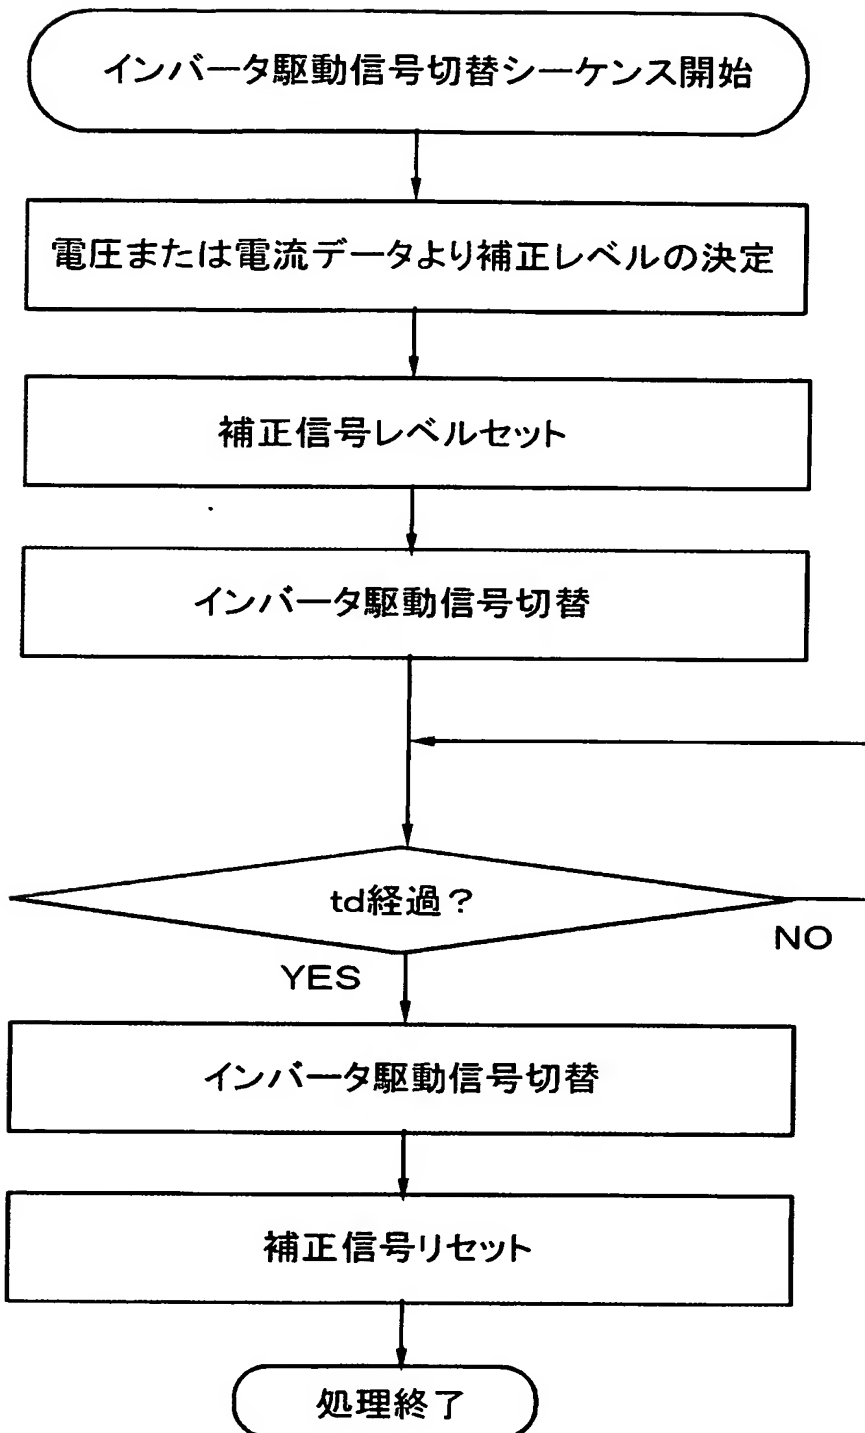 インバータ駆動信号切替シーケンス開始
電圧または電流データより補正レベルの決定
補正信号レベルセット
インバータ駆動信号切替
td経過？
NO
YES
インバータ駆動信号切替
補正信号リセット
処理終了